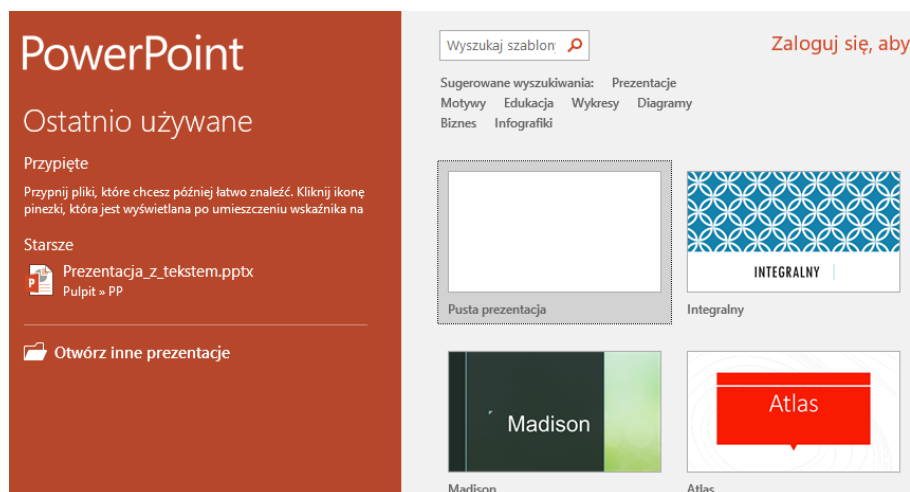 PowerPoint
Ostatnio używane
Przypięte
Przypnij pliki, które chcesz później łatwo znaleźć. Kliknij ikonę
pinezki, która jest wyświetlana po umieszczeniu wskaźnika na
Starsze
Prezentacja_z_tekstem.pptx
Pulpit » PP
Otwórz inne prezentacje
Wyszukaj szablon
Zaloguj się, aby
Sugerowane wyszukiwania: Prezentacje
Motywy Edukacja Wykresy Diagramy
Biznes Infografiki
Pusta prezentacja
INTEGRALNY
Integralny
Madison
Madison
Atlas
Atlas